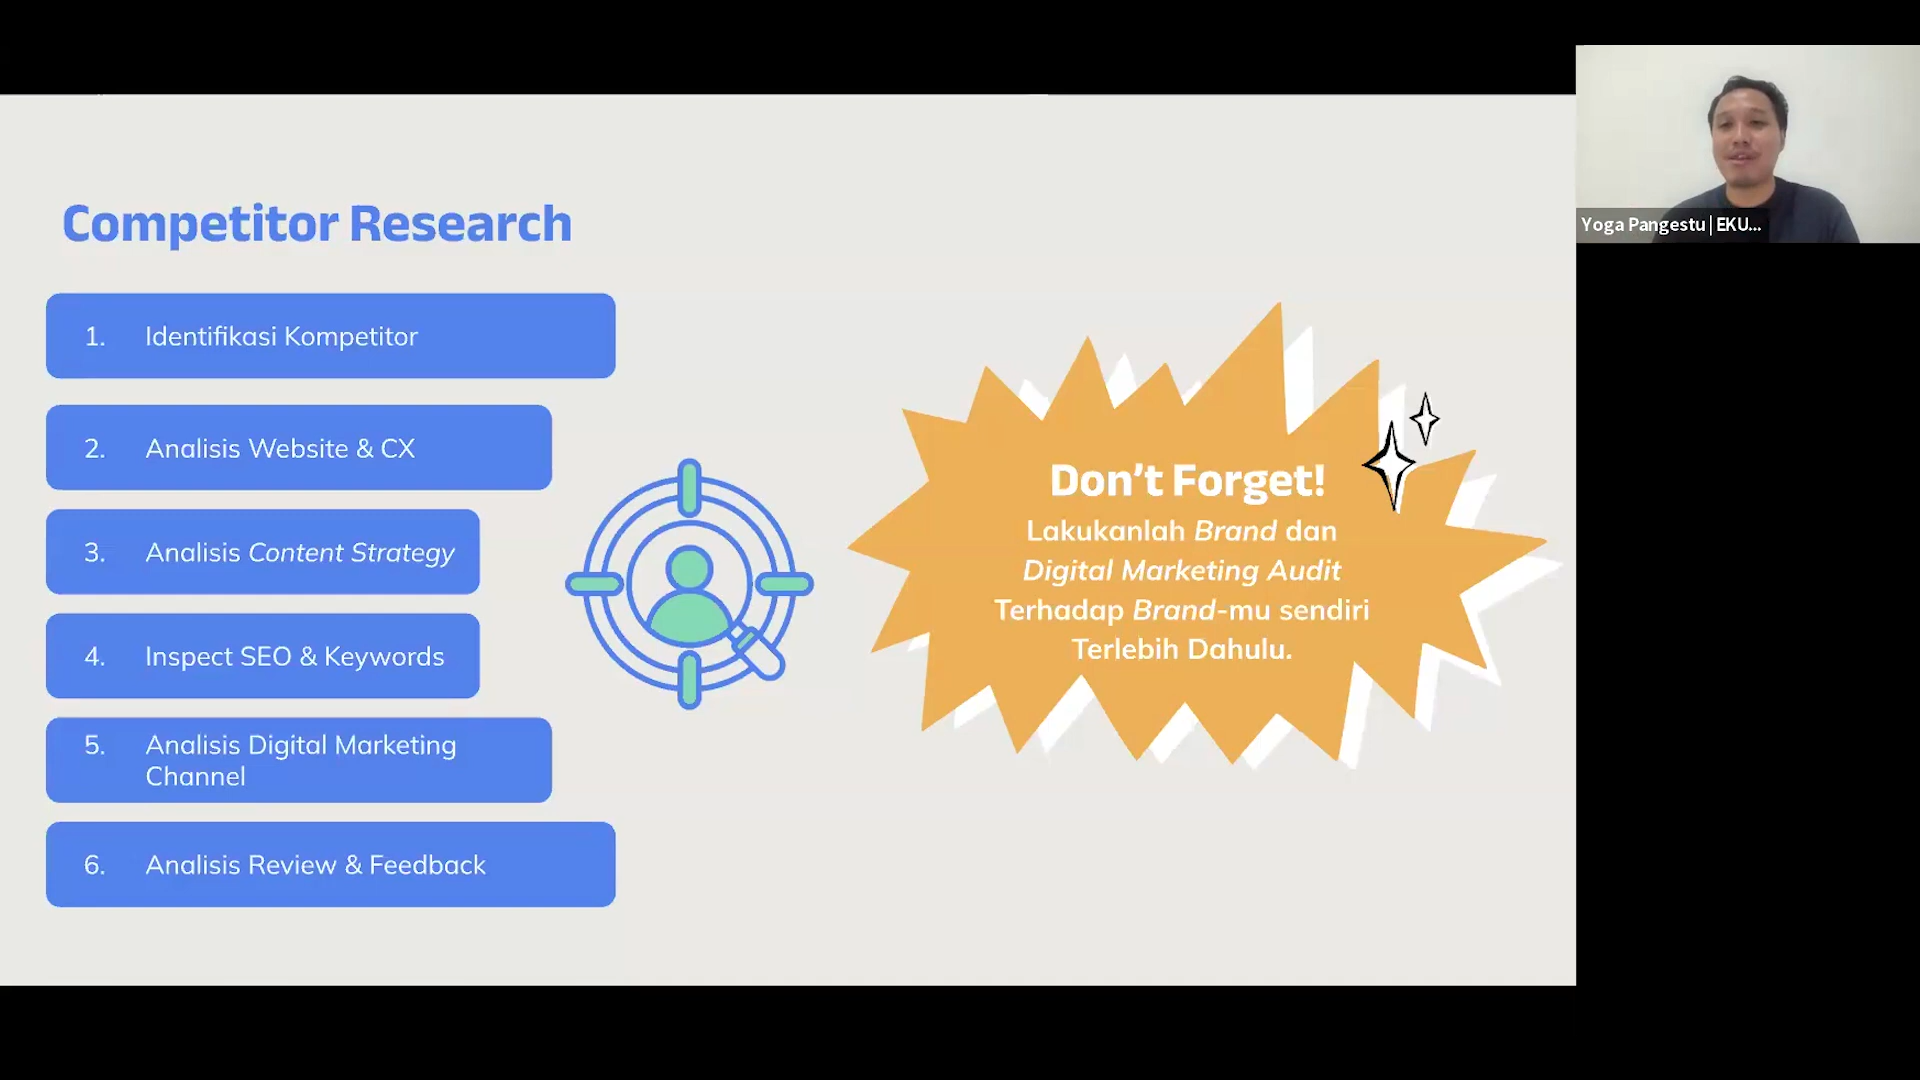 Competitor Research
1. Identifikasi Kompetitor
2. Analisis Website & CX
3. Analisis Content Strategy
4. Inspect SEO & Keywords
5. Analisis Digital Marketing
Channel
6. Analisis Review & Feedback
Don't Forget!
Lakukanlah Brand dan
Digital Marketing Audit
Terhadap Brand-mu sendiri
Terlebih Dahulu.
Yoga Pangestu | EKU...